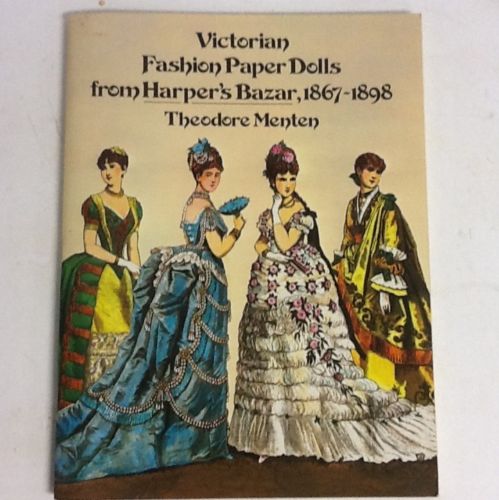 Victorian
Fashion Paper Dolls
from Harper's Bazar, 1867-1898
Theodore Menten